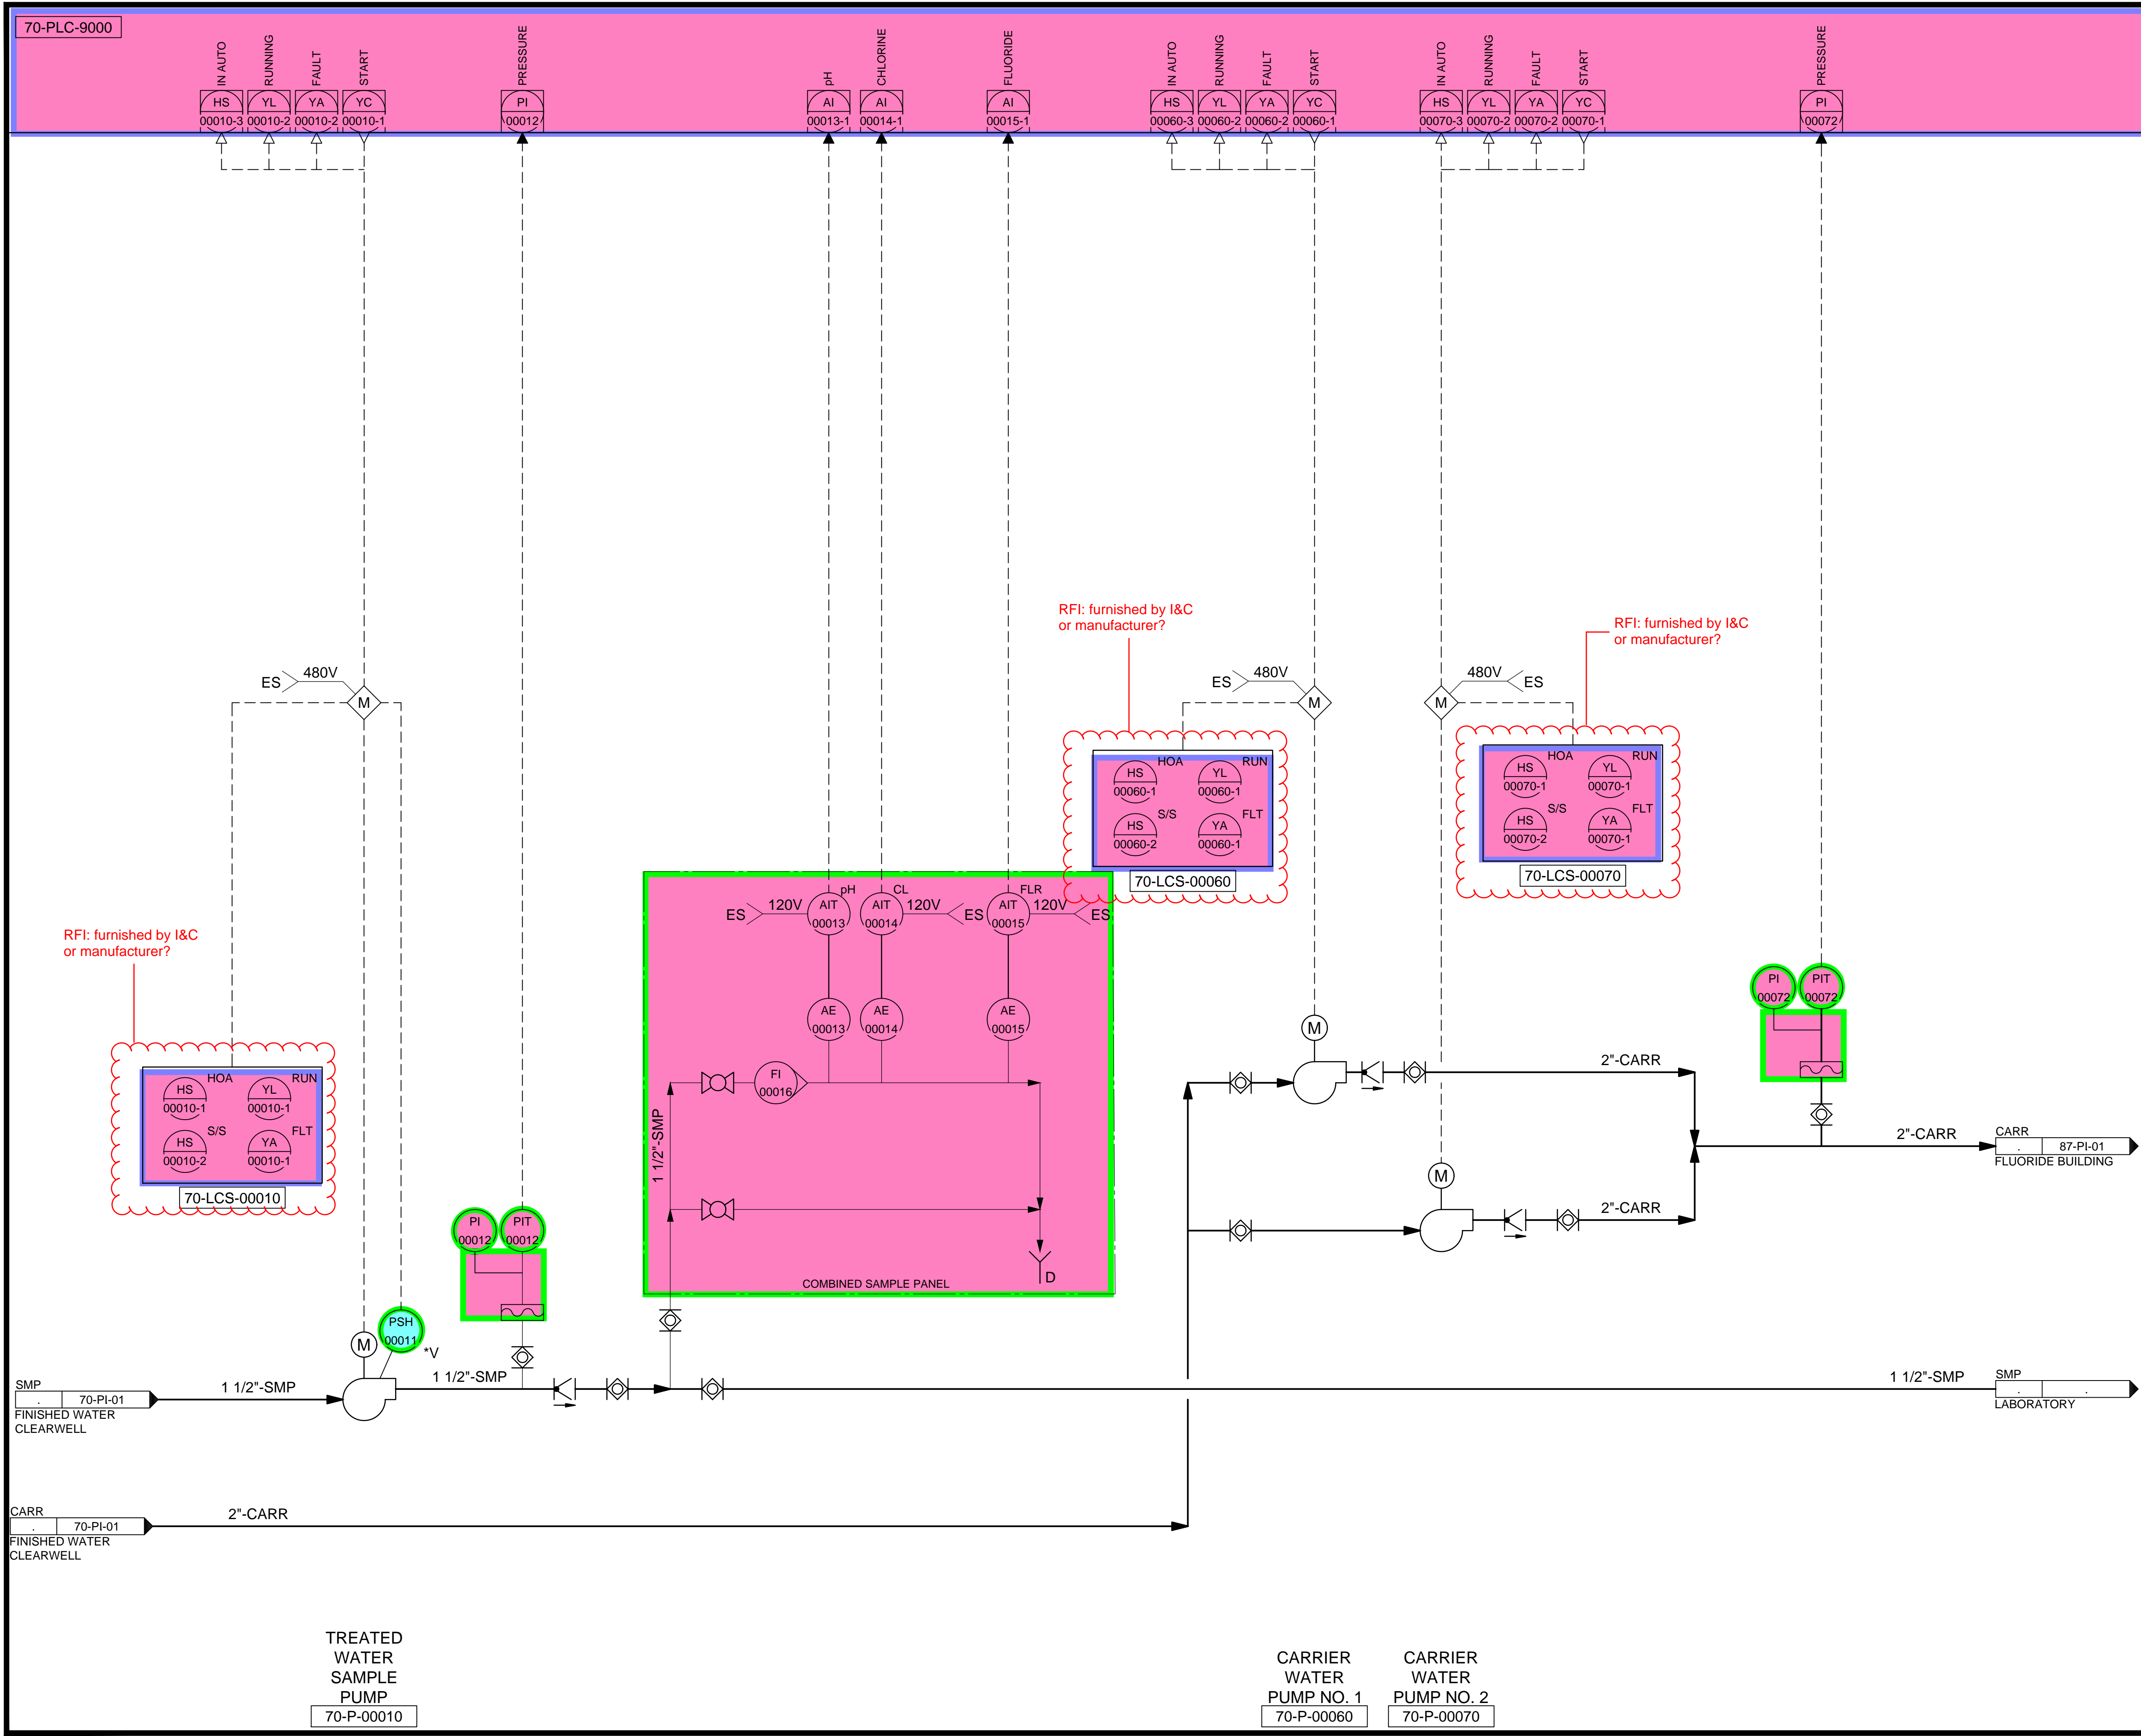 70-PLC-9000
IN AUTO
RUNNING
FAULT
START
PRESSURE
pH
CHLORINE
FLUORIDE
IN AUTO
RUNNING
FAULT
START
IN AUTO
RUNNING
FAULT
START
PRESSURE
HS
00010-3
YL
00010-2
YA
00010-2
YC
00010-1
PI
00012
AI
00013-1
AI
00014-1
AI
00015-1
HS
00060-3
YL
00060-2
YA
00060-2
YC
00060-1
HS
00070-3
YL
00070-2
YA
00070-2
YC
00070-1
PI
00072
RFI: furnished by I&C
or manufacturer?
RFI: furnished by I&C
or manufacturer?
ES
480V
M
ES
480V
M
M
480V
ES
HOA
RUN
HS
00060-1
YL
00060-1
S/S
FLT
HS
00060-2
YA
00060-1
70-LCS-00060
HOA
RUN
HS
00070-1
YL
00070-1
S/S
FLT
HS
00070-2
YA
00070-1
70-LCS-00070
pH
CL
FLR
ES
120V
AIT
00013
AIT
00014
120V
ES
AIT
00015
120V
ES
AE
00013
AE
00014
AE
00015
FI
00016
1 1/2"-SMP
D
COMBINED SAMPLE PANEL
RFI: furnished by I&C
or manufacturer?
HOA
RUN
HS
00010-1
YL
00010-1
S/S
FLT
HS
00010-2
YA
00010-1
70-LCS-00010
PI
00012
PIT
00012
PI
00072
PIT
00072
M
2"-CARR
M
2"-CARR
2"-CARR
CARR
. 87-PI-01
FLUORIDE BUILDING
PSH
00011
*V
M
SMP
. 70-PI-01
FINISHED WATER
CLEARWELL
1 1/2"-SMP
1 1/2"-SMP
1 1/2"-SMP
SMP
. .
LABORATORY
CARR
. 70-PI-01
FINISHED WATER
CLEARWELL
2"-CARR
TREATED
WATER
SAMPLE
PUMP
70-P-00010
CARRIER
WATER
PUMP NO. 1
70-P-00060
CARRIER
WATER
PUMP NO. 2
70-P-00070